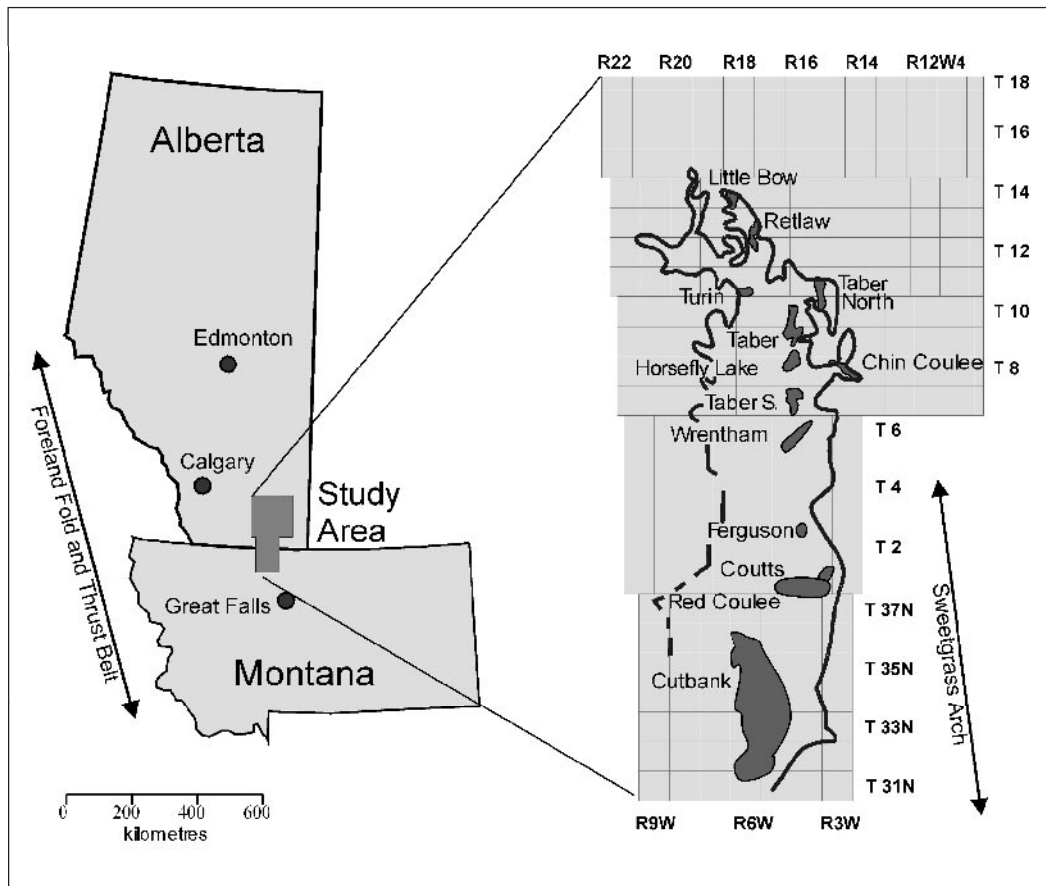 Alberta
Edmonton
Calgary
Study
Area
Great Falls
Montana
Foreland Fold and Thrust Belt
0 200 400 600
kilometres
R22 R20 R18 R16 R14 R12W4
T 18
T 16
T 14
T 12
T 10
T 8
T 6
T 4
T 2
T 37N
T 35N
T 33N
T 31N
Little Bow
Retlaw
Turin
Taber
North
Taber
Horsefly Lake
Chin Coulee
Taber S.
Wrentham
Ferguson
Coutts
Red Coulee
Cutbank
Sweetgrass Arch
R9W R6W R3W